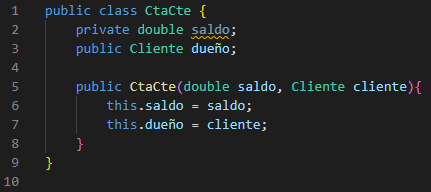 1 public class CtaCte {
2     private double saldo;
3     public Cliente dueño;
4
5     public CtaCte(double saldo, Cliente cliente){
6         this.saldo = saldo;
7         this.dueño = cliente;
8     }
9 }
10